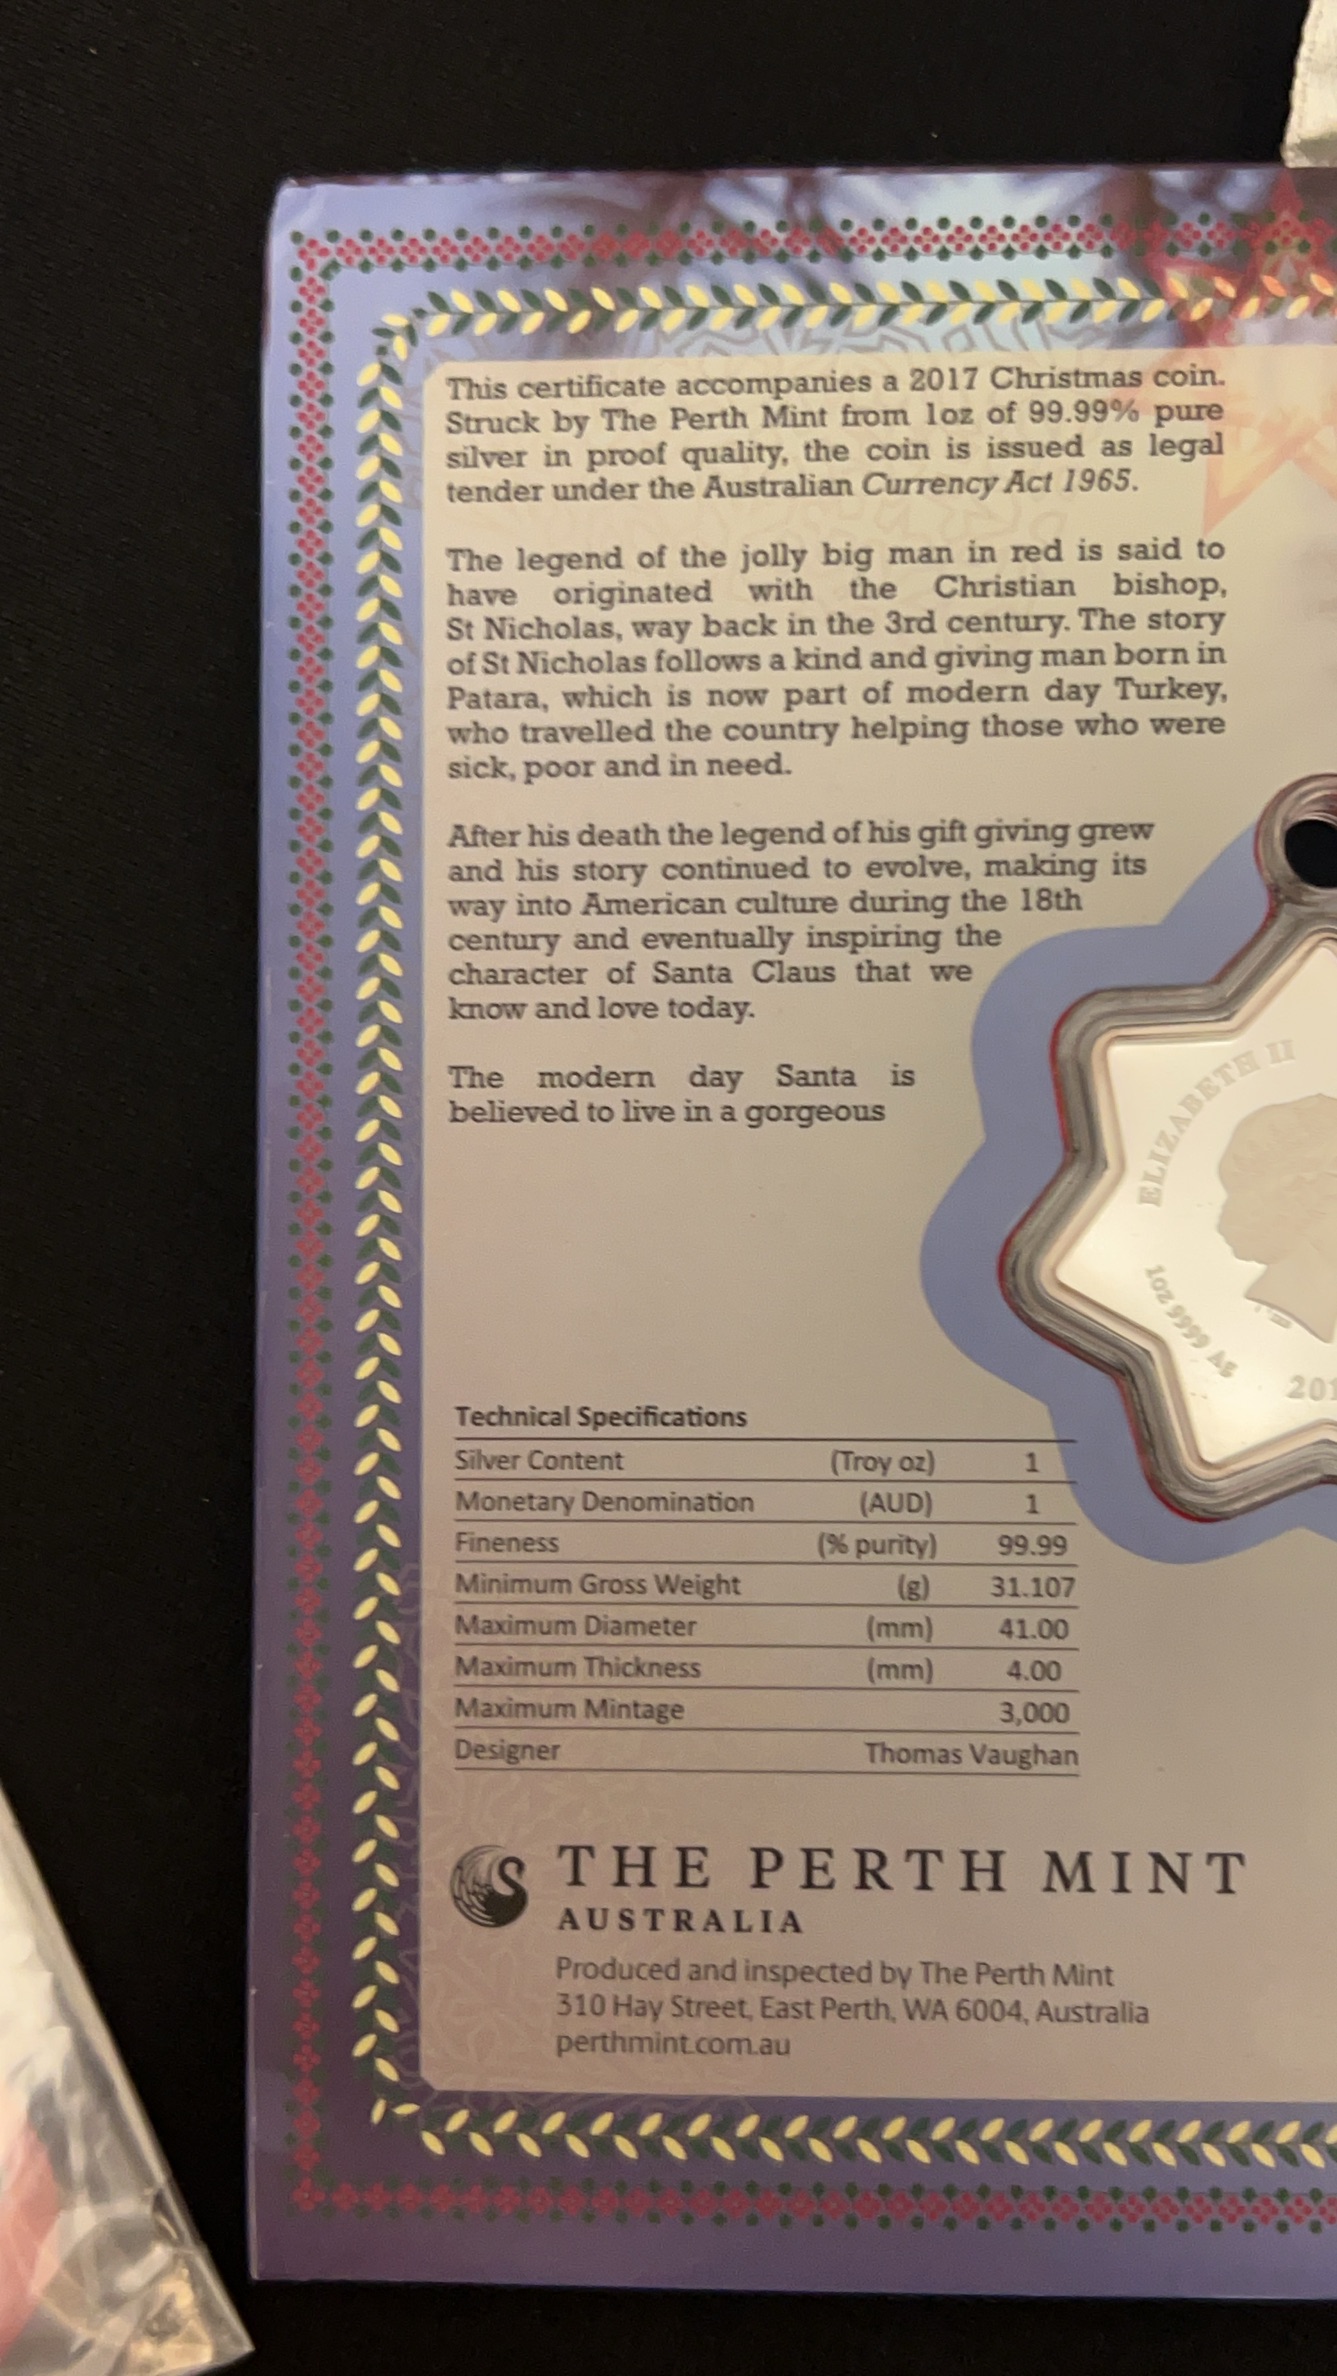 This certificate accompanies a 2017 Christmas coin.
Struck by The Perth Mint from 1oz of 99.99% pure
silver in proof quality, the coin is issued as legal
tender under the Australian Currency Act 1965.
The legend of the jolly big man in red is said to
have originated with the Christian bishop,
St Nicholas, way back in the 3rd century. The story
of St Nicholas follows a kind and giving man born in
Patara, which is now part of modern day Turkey,
who travelled the country helping those who were
sick, poor and in need.
After his death the legend of his gift giving grew
and his story continued to evolve, making its
way into American culture during the 18th
century and eventually inspiring the
character of Santa Claus that we
know and love today.
The modern day Santa is
believed to live in a gorgeous
ELIZABETH II
1oz 9999 Ag
201
Technical Specifications
Silver Content (Troy oz) 1
Monetary Denomination (AUD) 1
Fineness (% purity) 99.99
Minimum Gross Weight (g) 31.107
Maximum Diameter (mm) 41.00
Maximum Thickness (mm) 4.00
Maximum Mintage 3,000
Designer Thomas Vaughan
THE PERTH MINT
AUSTRALIA
Produced and inspected by The Perth Mint
310 Hay Street, East Perth, WA 6004, Australia
perthmint.com.au